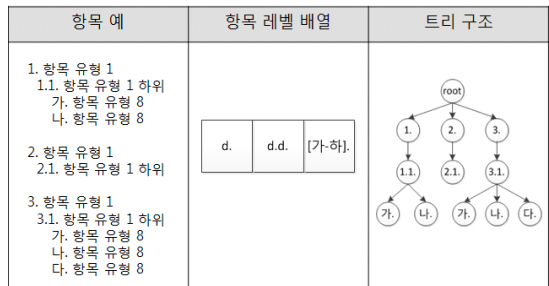 항목 예
항목 레벨 배열
트리 구조
1. 항목 유형 1
1.1. 항목 유형 1 하위
가. 항목 유형 8
나. 항목 유형 8
2. 항목 유형 1
2.1. 항목 유형 1 하위
3. 항목 유형 1
3.1. 항목 유형 1 하위
가. 항목 유형 8
나. 항목 유형 8
다. 항목 유형 8
d. d.d. [가-하].
root
1. 2. 3.
1.1. 2.1. 3.1.
가. 나. 가. 나. 다.